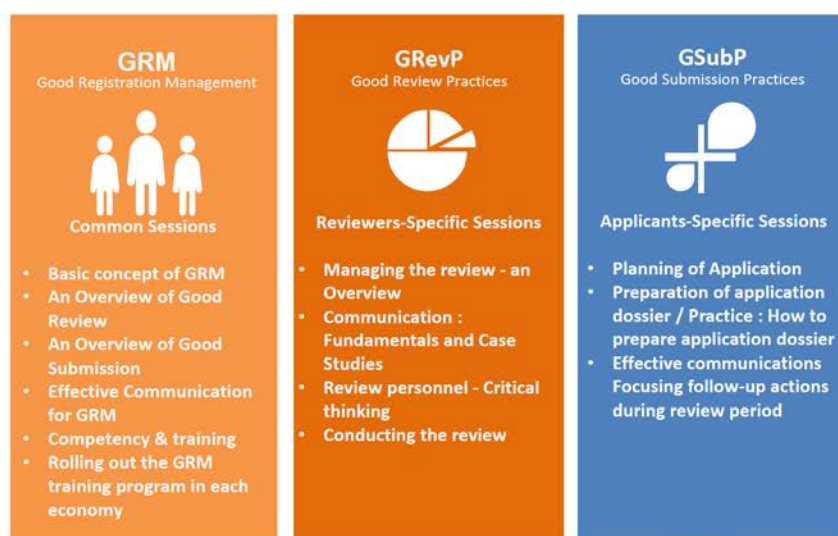 GRM
Good Registration Management
Common Sessions
• Basic concept of GRM
• An Overview of Good
Review
• An Overview of Good
Submission
• Effective Communication
for GRM
• Competency & training
• Rolling out the GRM
training program in each
economy
GRevP
Good Review Practices
Reviewers-Specific Sessions
• Managing the review - an
Overview
• Communication :
Fundamentals and Case
Studies
• Review personnel - Critical
thinking
• Conducting the review
GSubP
Good Submission Practices
Applicants-Specific Sessions
• Planning of Application
• Preparation of application
dossier / Practice : How to
prepare application dossier
• Effective communications
Focusing follow-up actions
during review period